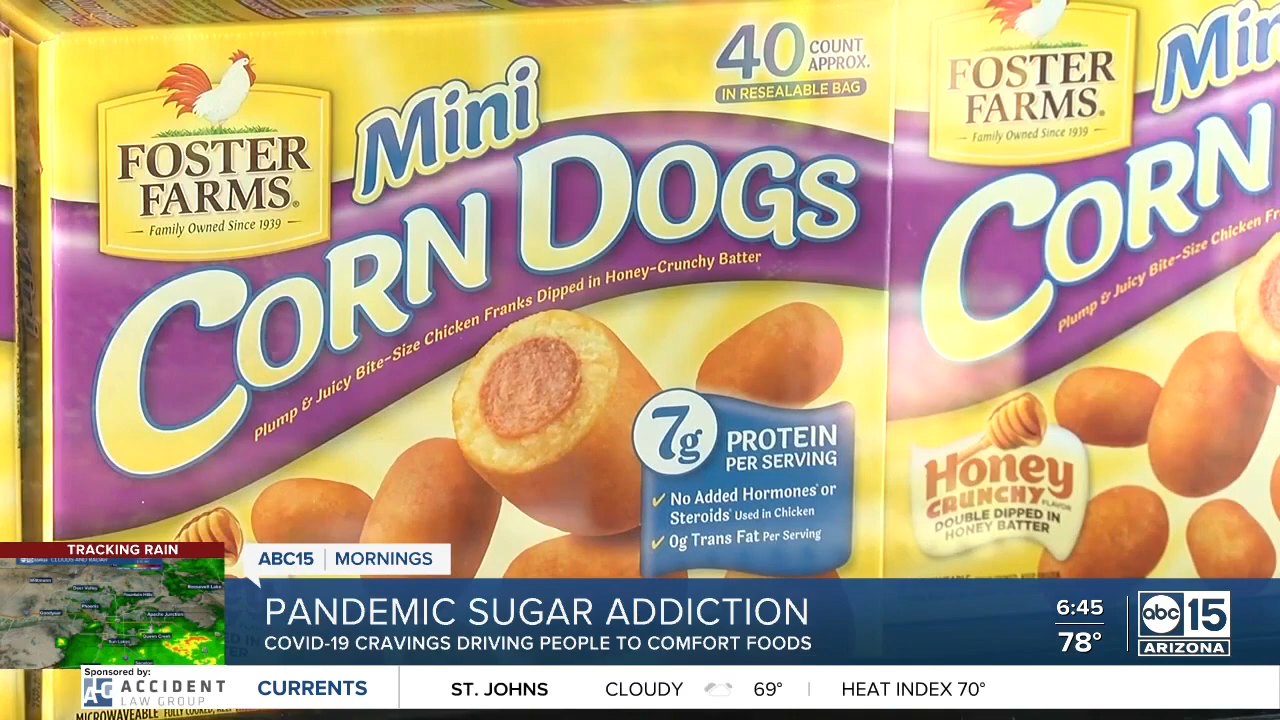 40 COUNT APPROX.
IN RESEALABLE BAG
FOSTER
FARMS®
Family Owned Since 1939
Mini
CORN DOGS
Plump & Juicy Bite-Size Chicken Franks Dipped in Honey-Crunchy Batter
7g PROTEIN
PER SERVING
✓ No Added Hormones* or
Steroids* Used in Chicken
✓ 0g Trans Fat Per Serving
FOSTER
FARMS®
Family Owned Since 1939
CORN
Plump & Juicy Bite-Size Chicken
Honey
CRUNCHY FLAVOR
DOUBLE DIPPED IN
HONEY BATTER
TRACKING RAIN
ABC15 | MORNINGS
PANDEMIC SUGAR ADDICTION
COVID-19 CRAVINGS DRIVING PEOPLE TO COMFORT FOODS
6:45
78°
abc 15
ARIZONA
Sponsored by:
ACCIDENT
LAW GROUP
CURRENTS
ST. JOHNS CLOUDY 69° | HEAT INDEX 70°
MICROWAVEABLE